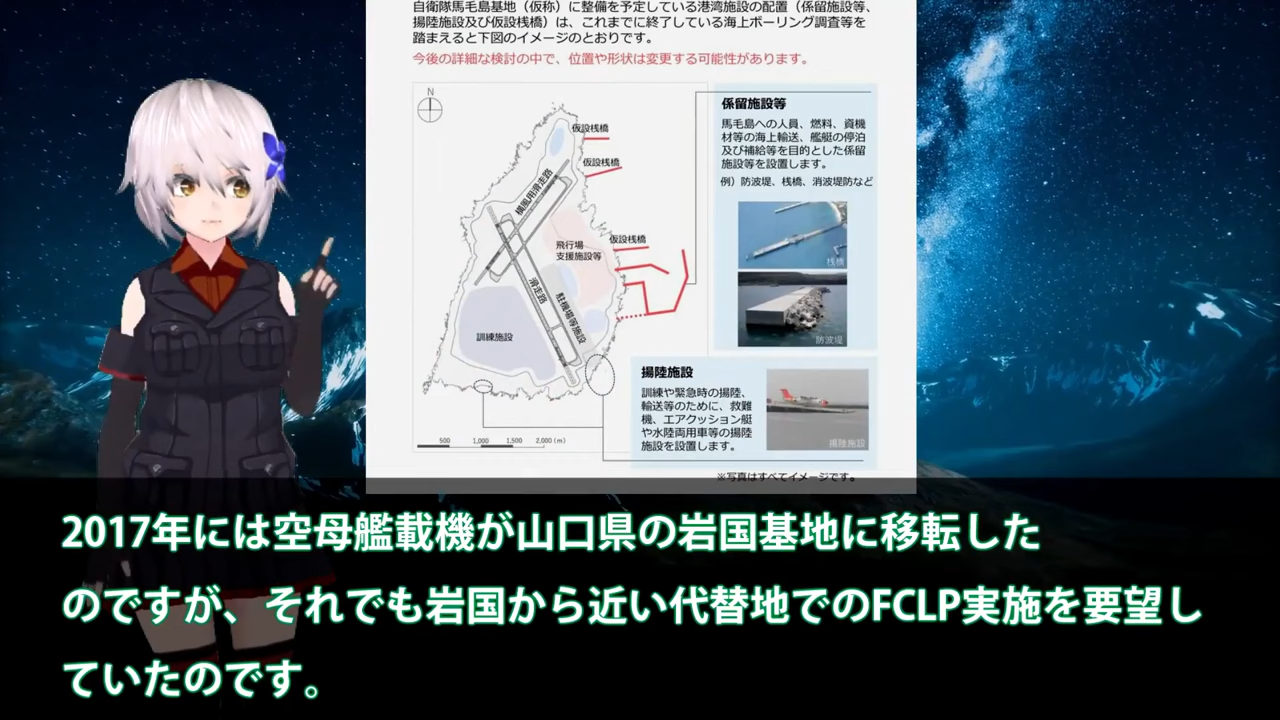 自衛隊馬毛島基地（仮称）に整備を予定している港湾施設の配置（係留施設等、
揚陸施設及び仮設桟橋）は、これまでに終了している海上ボーリング調査等を
踏まえると下図のイメージのとおりです。
今後の詳細な検討の中で、位置や形状は変更する可能性があります。
N
仮設桟橋
仮設桟橋
横風用滑走路
仮設桟橋
飛行場
支援施設等
滑走路
駐機場等施設
訓練施設
500 1,000 1,500 2,000 (m)
係留施設等
馬毛島への人員、燃料、資機
材等の海上輸送、艦艇の停泊
及び補給等を目的とした係留
施設等を設置します。
例）防波堤、桟橋、消波堤防など
桟橋
防波堤
揚陸施設
訓練や緊急時の揚陸、
輸送等のために、救難
機、エアクッション艇
や水陸両用車等の揚陸
施設を設置します。
揚陸施設
※写真はすべてイメージです。
2017年には空母艦載機が山口県の岩国基地に移転した
のですが、それでも岩国から近い代替地でのFCLP実施を要望し
ていたのです。